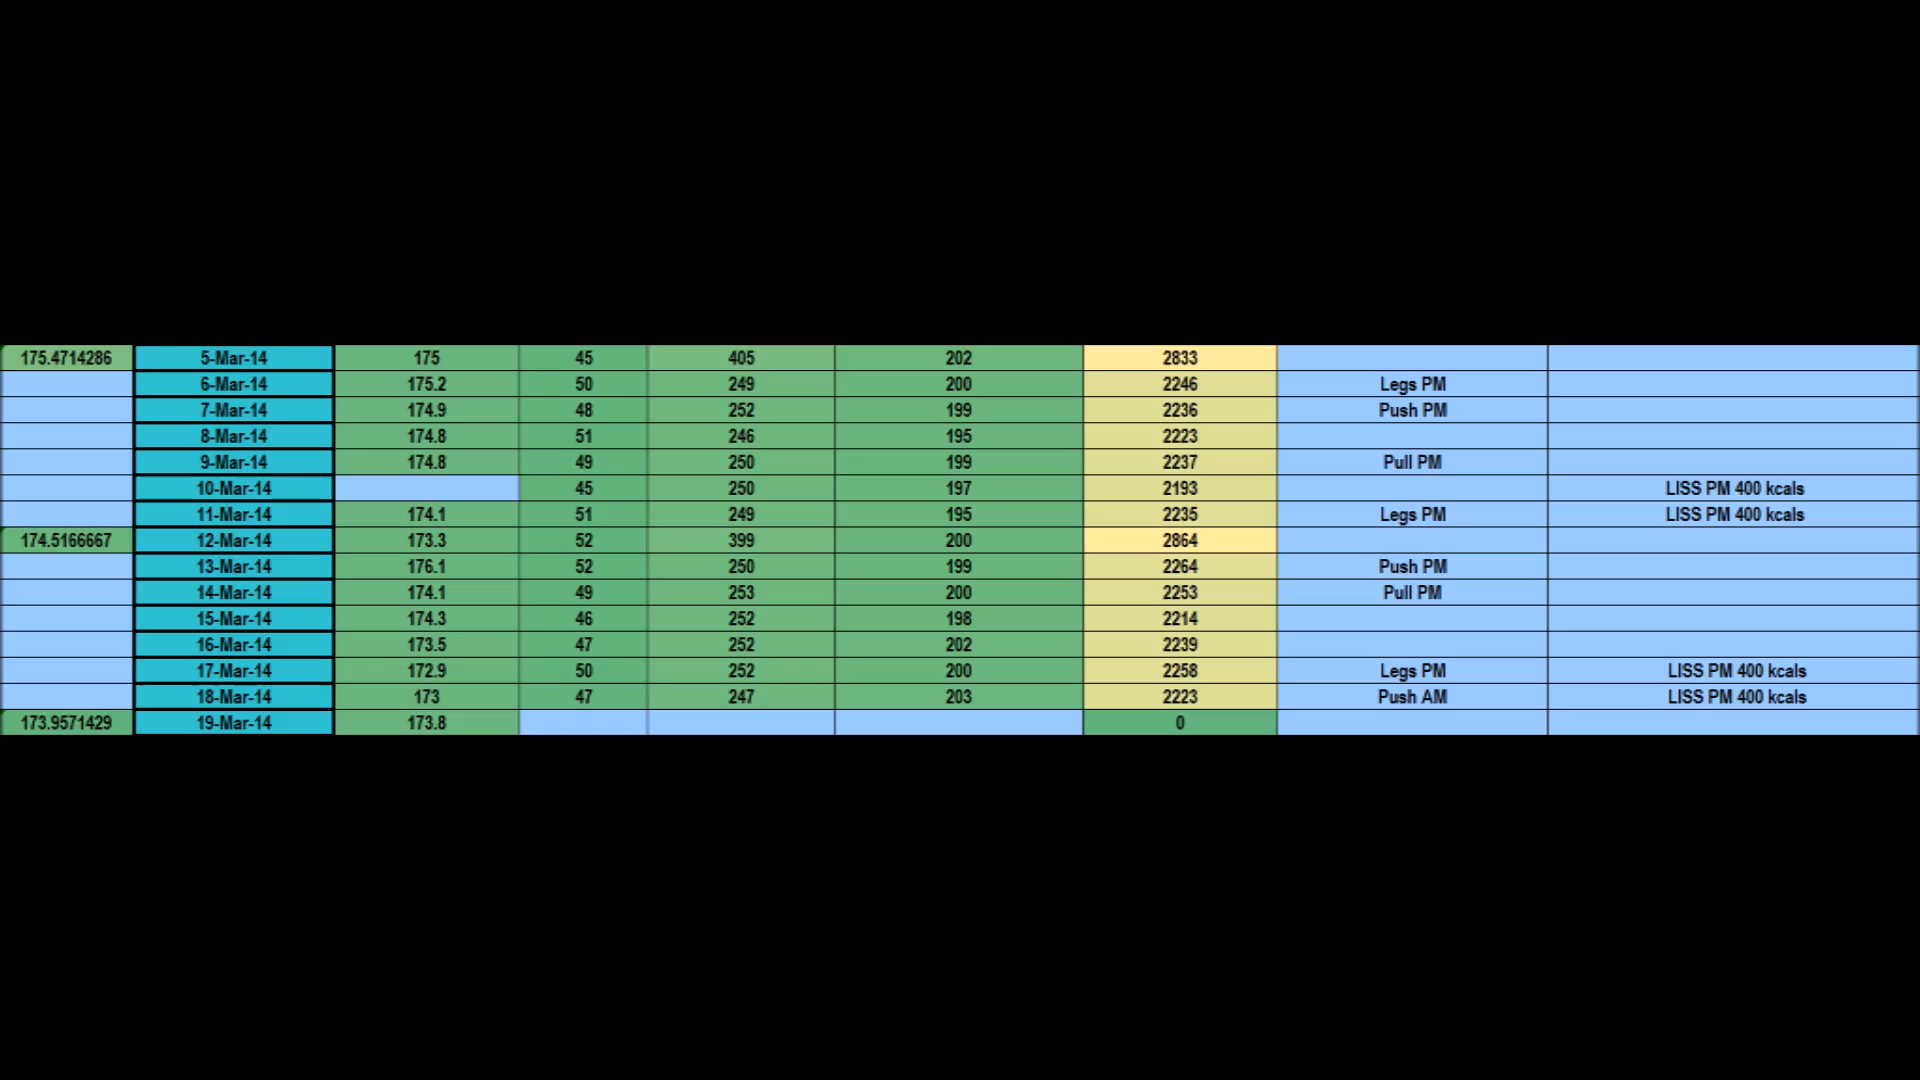 175.4714286 5-Mar-14 175 45 405 202 2833
6-Mar-14 175.2 50 249 200 2246 Legs PM
7-Mar-14 174.9 48 252 199 2236 Push PM
8-Mar-14 174.8 51 246 195 2223
9-Mar-14 174.8 49 250 199 2237 Pull PM
10-Mar-14 45 250 197 2193 LISS PM 400 kcals
11-Mar-14 174.1 51 249 195 2235 Legs PM LISS PM 400 kcals
174.5166667 12-Mar-14 173.3 52 399 200 2864
13-Mar-14 176.1 52 250 199 2264 Push PM
14-Mar-14 174.1 49 253 200 2253 Pull PM
15-Mar-14 174.3 46 252 198 2214
16-Mar-14 173.5 47 252 202 2239
17-Mar-14 172.9 50 252 200 2258 Legs PM LISS PM 400 kcals
18-Mar-14 173 47 247 203 2223 Push AM LISS PM 400 kcals
173.9571429 19-Mar-14 173.8 0